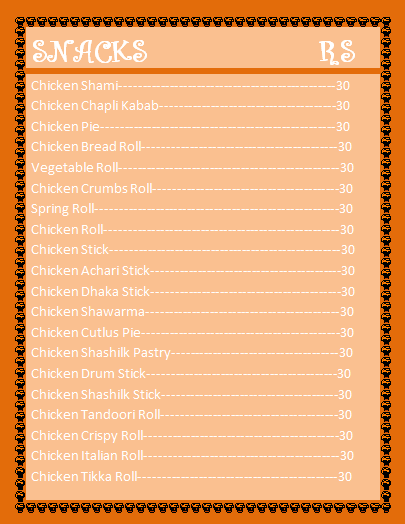 SNACKS RS
Chicken Shami-----------------------------------------------30
Chicken Chapli Kabab--------------------------------------30
Chicken Pie---------------------------------------------------30
Chicken Bread Roll------------------------------------------30
Vegetable Roll------------------------------------------------30
Chicken Crumbs Roll----------------------------------------30
Spring Roll-----------------------------------------------------30
Chicken Roll---------------------------------------------------30
Chicken Stick--------------------------------------------------30
Chicken Achari Stick-----------------------------------------30
Chicken Dhaka Stick-----------------------------------------30
Chicken Shawarma------------------------------------------30
Chicken Cutlus Pie-------------------------------------------30
Chicken Shashilk Pastry------------------------------------30
Chicken Drum Stick------------------------------------------30
Chicken Shashilk Stick--------------------------------------30
Chicken Tandoori Roll---------------------------------------30
Chicken Crispy Roll------------------------------------------30
Chicken Italian Roll------------------------------------------30
Chicken Tikka Roll-------------------------------------------30